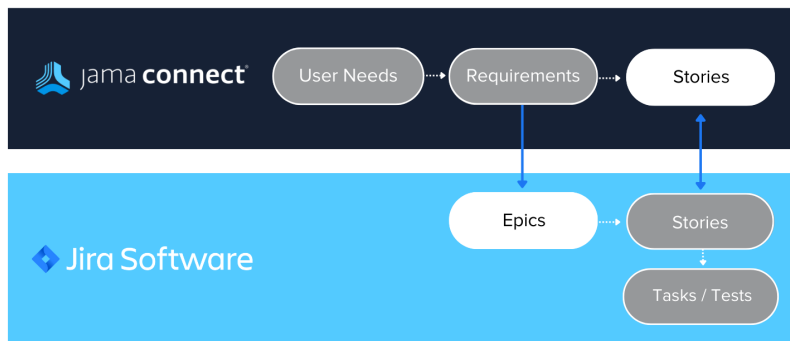 jama connect®
User Needs
Requirements
Stories
Epics
Stories
Jira Software
Tasks / Tests